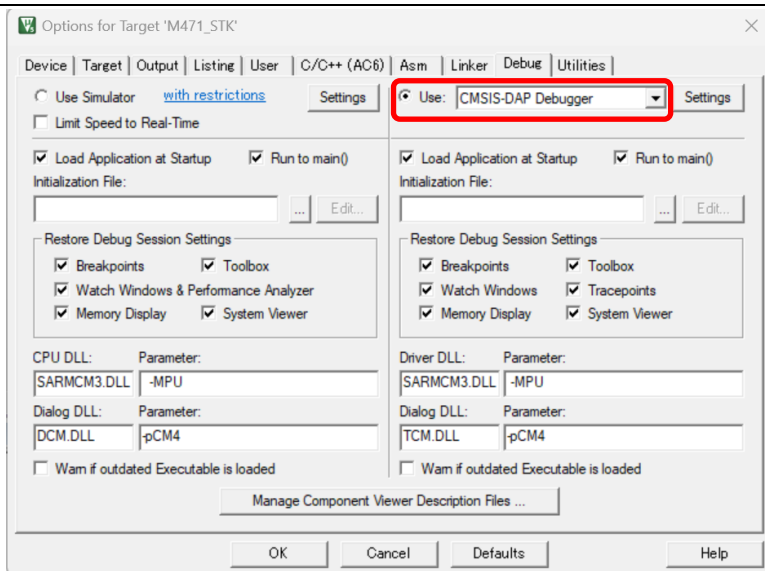 Options for Target 'M471_STK'
Device Target Output Listing User C/C++ (AC6) Asm Linker Debug Utilities
Use Simulator with restrictions Settings
Use: CMSIS-DAP Debugger Settings
Limit Speed to Real-Time
Load Application at Startup Run to main()
Load Application at Startup Run to main()
Initialization File:
Initialization File:
... Edit...
... Edit...
Restore Debug Session Settings
Restore Debug Session Settings
Breakpoints Toolbox
Breakpoints Toolbox
Watch Windows & Performance Analyzer
Watch Windows Tracepoints
Memory Display System Viewer
Memory Display System Viewer
CPU DLL: Parameter:
Driver DLL: Parameter:
SARMCM3.DLL -MPU
SARMCM3.DLL -MPU
Dialog DLL: Parameter:
Dialog DLL: Parameter:
DCM.DLL -pCM4
TCM.DLL -pCM4
Warn if outdated Executable is loaded
Warn if outdated Executable is loaded
Manage Component Viewer Description Files ...
OK Cancel Defaults Help